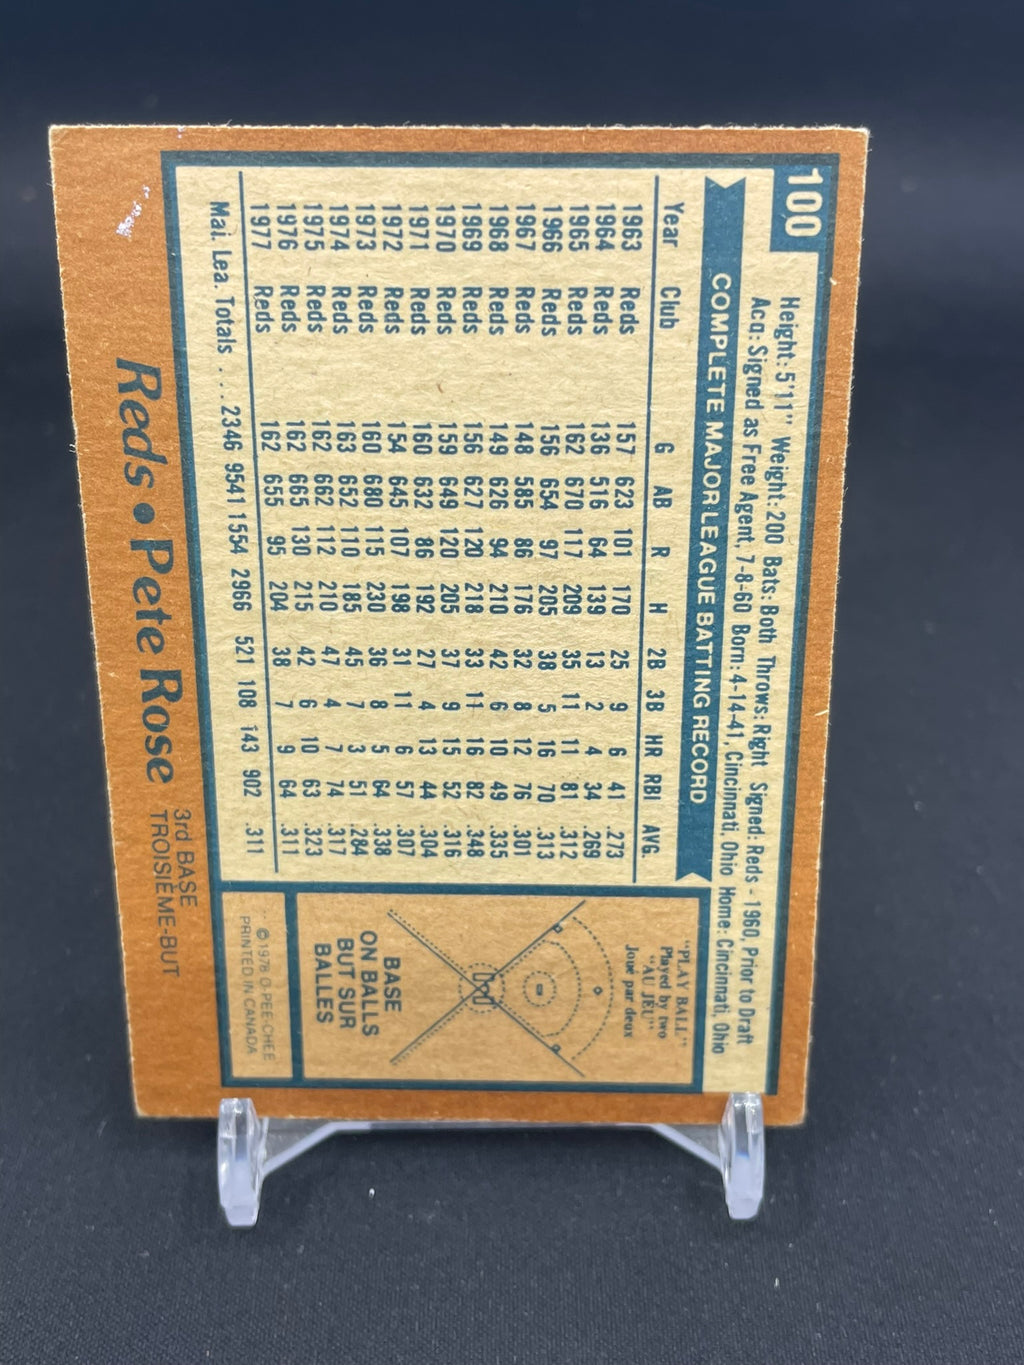 100
Height: 5'11" Weight: 200 Bats: Both Throws: Right Signed: Reds - 1960, Prior to Draft
Acq: Signed as Free Agent, 7-8-60 Born: 4-14-41, Cincinnati, Ohio Home: Cincinnati, Ohio
COMPLETE MAJOR LEAGUE BATTING RECORD
Year Club G AB R H 2B 3B HR RBI AVG.
1963 Reds 157 623 101 170 25 9 6 41 .273
1964 Reds 136 516 64 139 13 2 4 34 .269
1965 Reds 162 670 117 209 35 11 11 81 .312
1966 Reds 156 654 97 205 38 5 16 70 .313
1967 Reds 148 585 86 176 32 8 12 76 .301
1968 Reds 149 626 94 210 42 6 10 49 .335
1969 Reds 156 627 120 218 33 11 16 82 .348
1970 Reds 159 649 120 205 37 9 15 52 .316
1971 Reds 160 632 86 192 27 4 13 44 .304
1972 Reds 154 645 107 198 31 11 6 57 .307
1973 Reds 160 680 115 230 36 8 5 64 .338
1974 Reds 163 652 110 185 45 7 3 51 .284
1975 Reds 162 662 112 210 47 4 7 74 .317
1976 Reds 162 665 130 215 42 6 10 63 .323
1977 Reds 162 655 95 204 38 7 9 64 .311
Maj. Lea. Totals .... 2346 9541 1554 2966 521 108 143 902 .311
"PLAY BALL"
Played by two
"AU JEU"
Joué par deux
BASE
ON BALLS
BUT SUR
BALLES
© 1978 O-PEE-CHEE
PRINTED IN CANADA
Reds • Pete Rose
3rd BASE
TROISIÈME-BUT